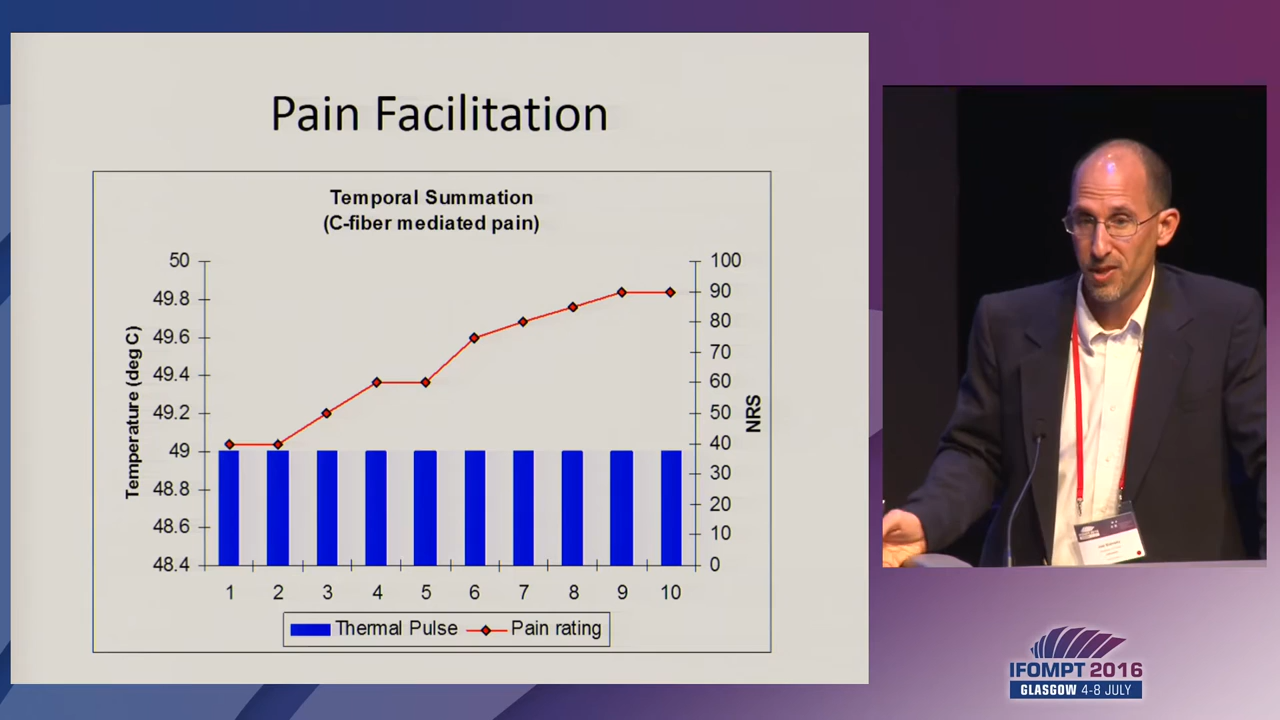 Pain Facilitation
Temporal Summation
(C-fiber mediated pain)
50
49.8
49.6
49.4
49.2
49
48.8
48.6
48.4
Temperature (deg C)
100
90
80
70
60
50
40
30
20
10
0
NRS
1 2 3 4 5 6 7 8 9 10
Thermal Pulse Pain rating
IFOMPT 2016
GLASGOW 4-8 JULY